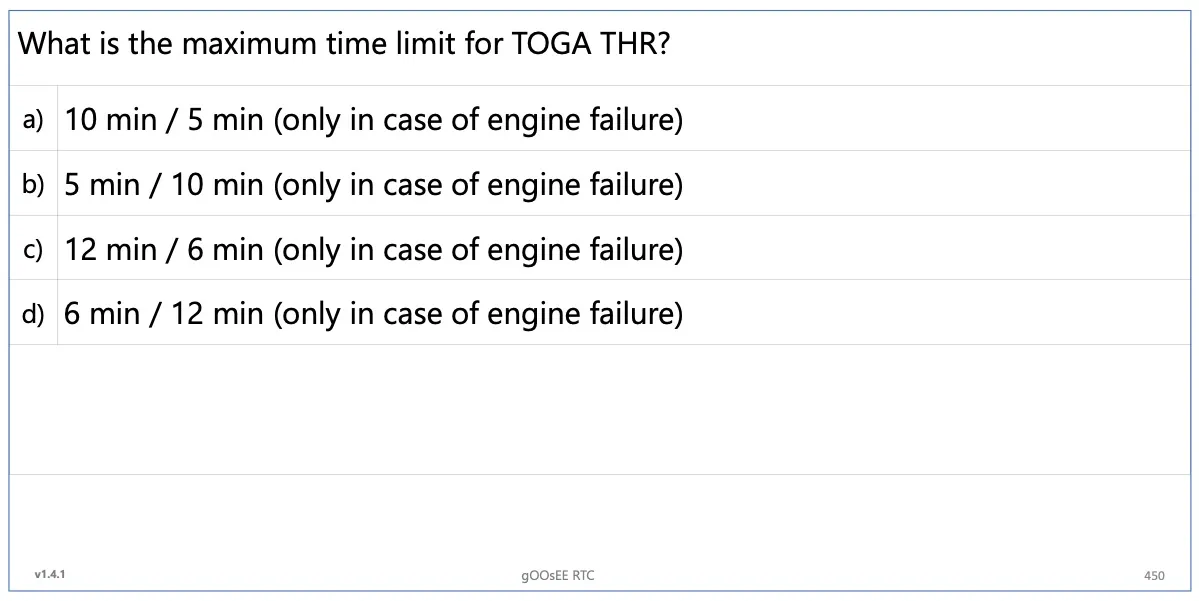 What is the maximum time limit for TOGA THR?
a) 10 min / 5 min (only in case of engine failure)
b) 5 min / 10 min (only in case of engine failure)
c) 12 min / 6 min (only in case of engine failure)
d) 6 min / 12 min (only in case of engine failure)
v1.4.1 gOOsEE RTC 450